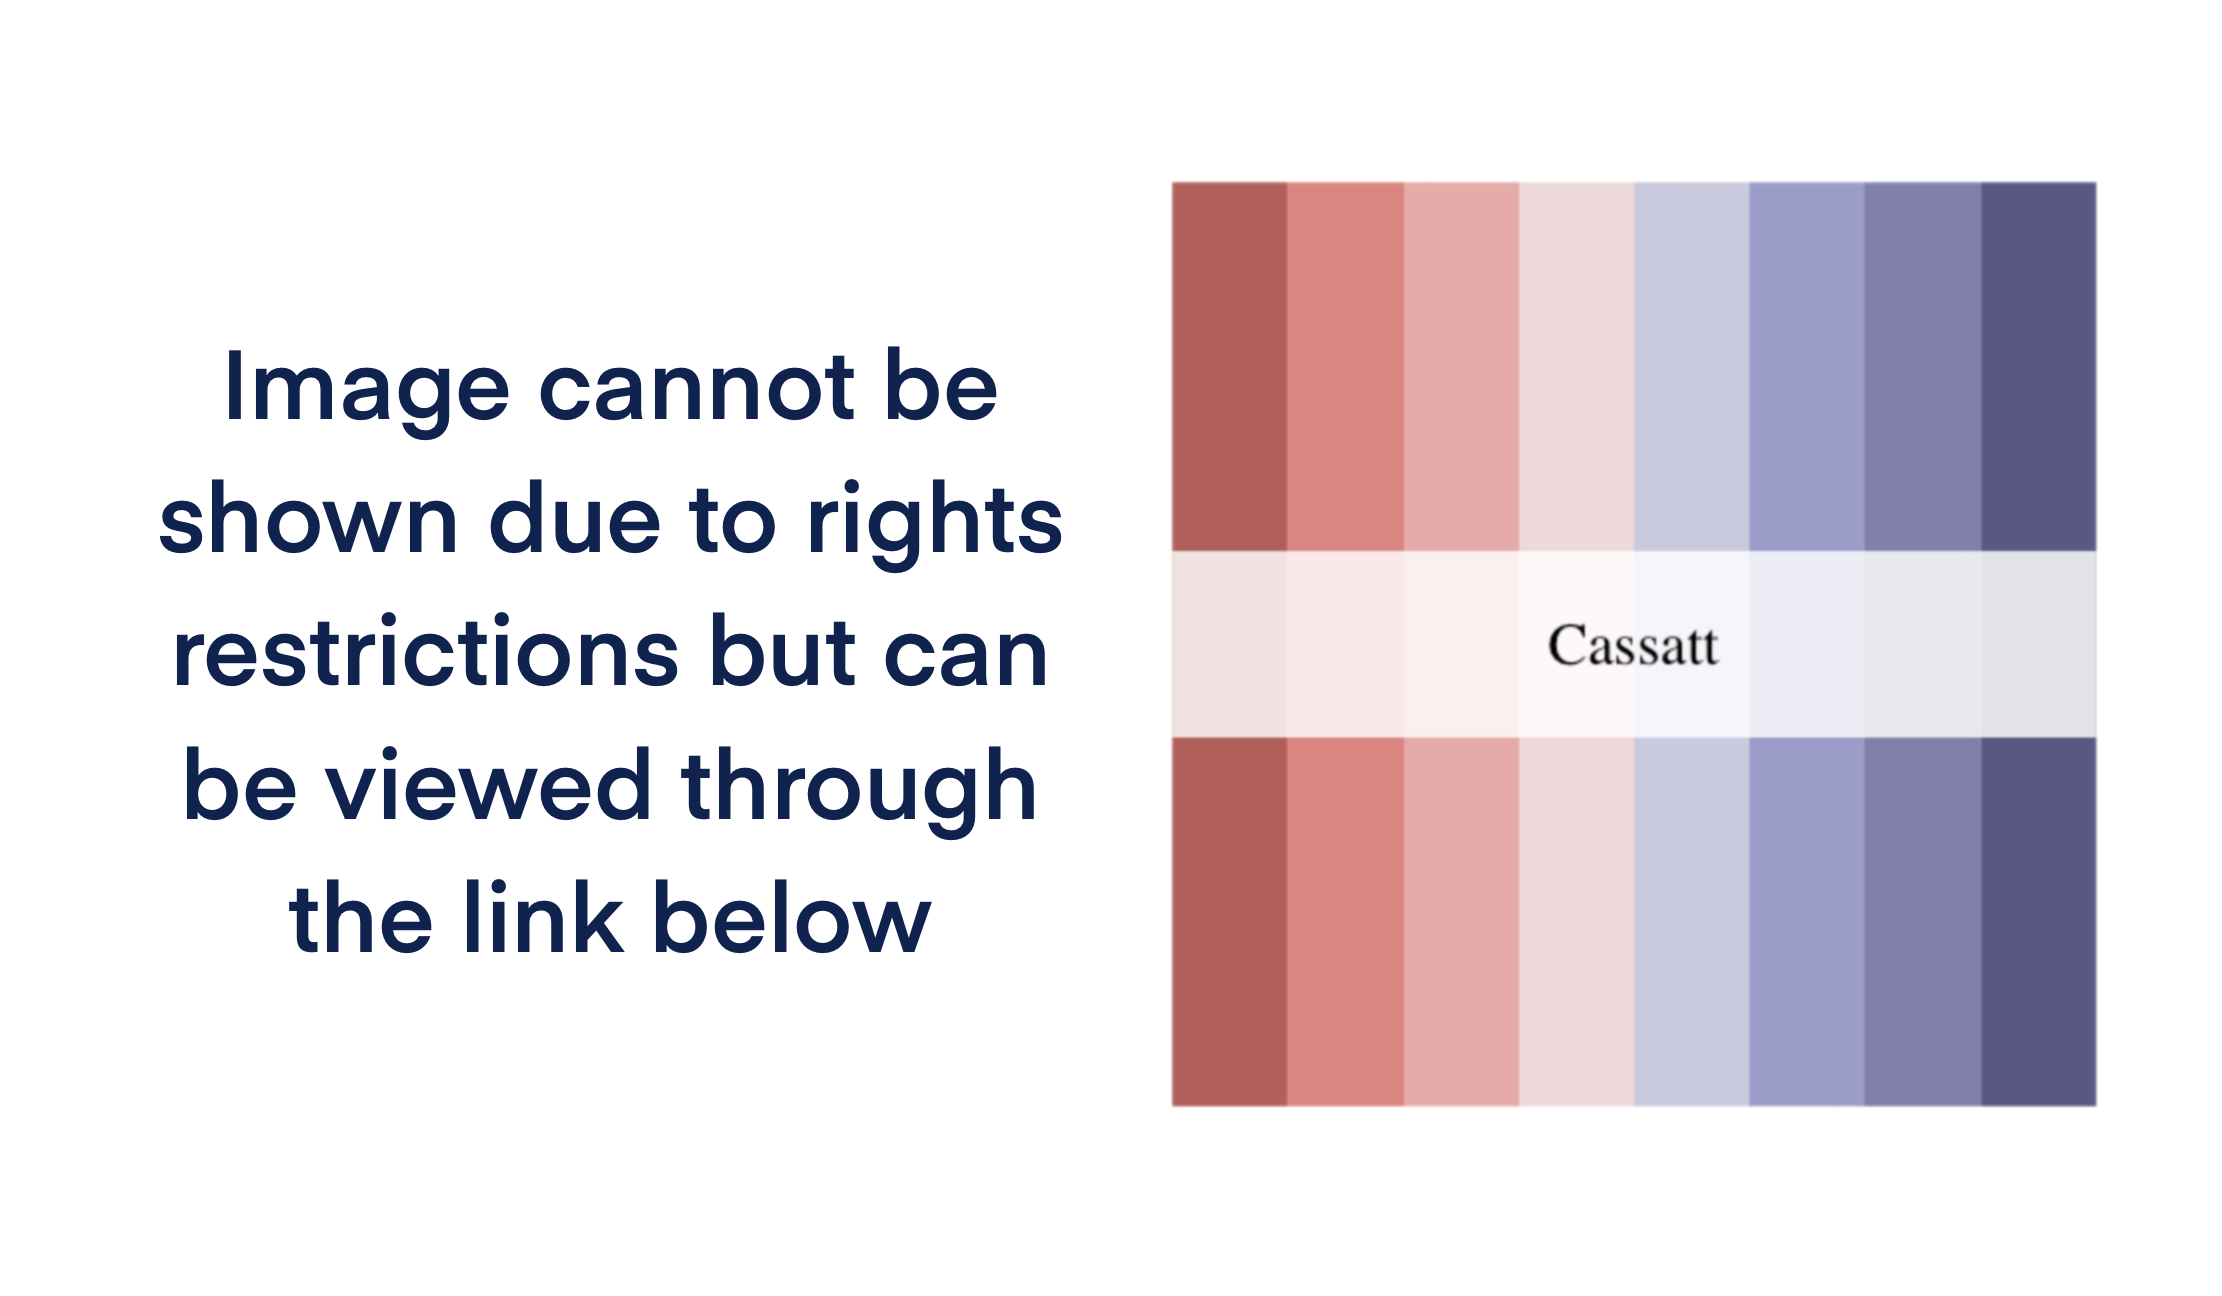 Image cannot be
shown due to rights
restrictions but can
be viewed through
the link below
Cassatt